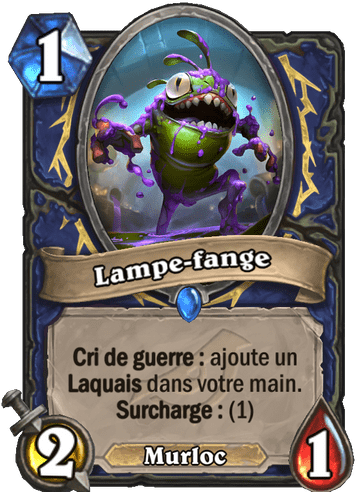 1
Lampe-fange
Cri de guerre : ajoute un
Laquais dans votre main.
Surcharge : (1)
2
Murloc
1